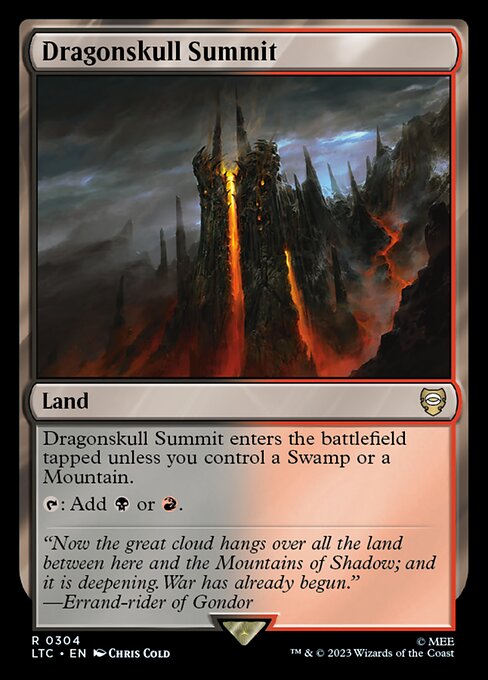 Dragonskull Summit
Land
Dragonskull Summit enters the battlefield
tapped unless you control a Swamp or a
Mountain.
: Add or .
“Now the great cloud hangs over all the land
between here and the Mountains of Shadow; and
it is deepening. War has already begun.”
—Errand-rider of Gondor
R 0304
LTC • EN Chris Cold
© MEE
™ & © 2023 Wizards of the Coast